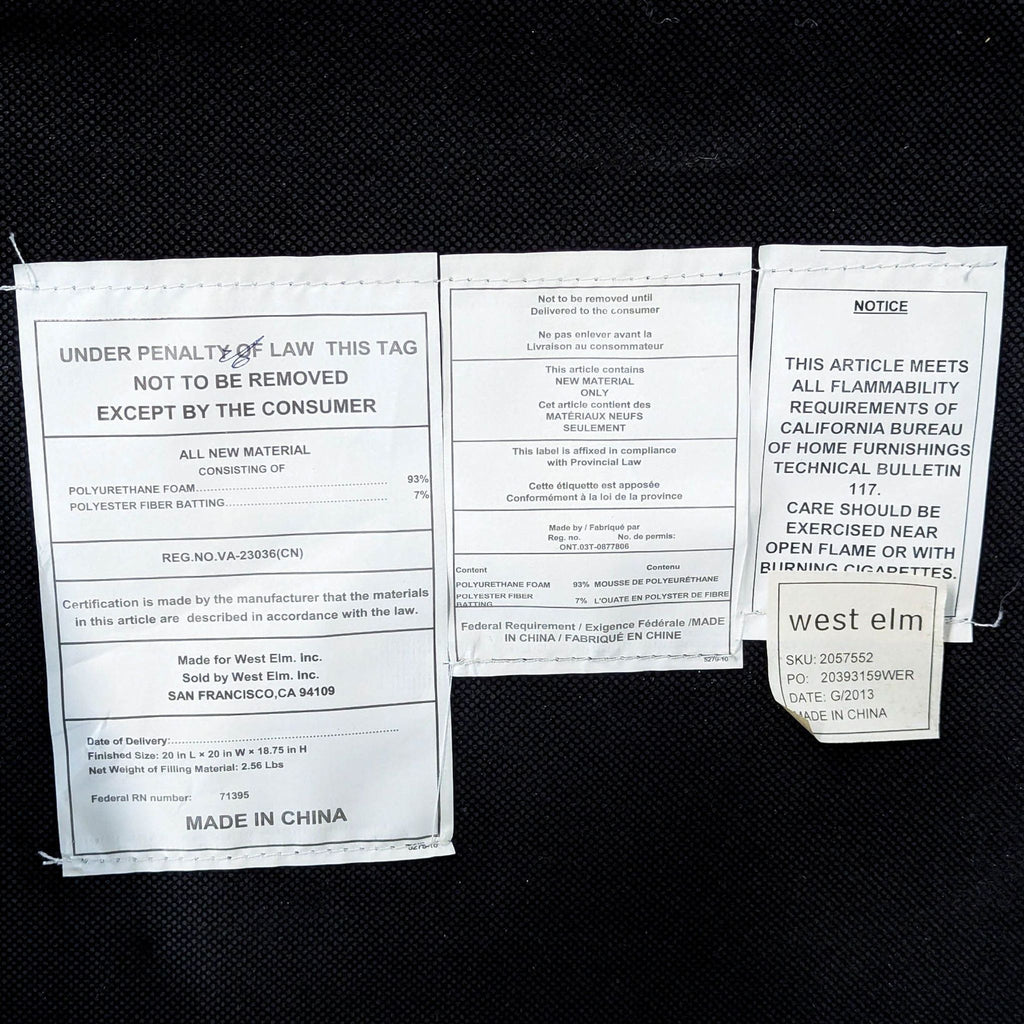 UNDER PENALTY OF LAW THIS TAG
NOT TO BE REMOVED
EXCEPT BY THE CONSUMER
ALL NEW MATERIAL
CONSISTING OF
POLYURETHANE FOAM.................................................. 93%
POLYESTER FIBER BATTING.......................................... 7%
REG.NO.VA-23036(CN)
Certification is made by the manufacturer that the materials
in this article are described in accordance with the law.
Made for West Elm. Inc.
Sold by West Elm. Inc.
SAN FRANCISCO,CA 94109
Date of Delivery:..................................................................
Finished Size: 20 in L × 20 in W × 18.75 in H
Net Weight of Filling Material: 2.56 Lbs
Federal RN number: 71395
MADE IN CHINA
5279-10
Not to be removed until
Delivered to the consumer
Ne pas enlever avant la
Livraison au consommateur
This article contains
NEW MATERIAL
ONLY
Cet article contient des
MATÉRIAUX NEUFS
SEULEMENT
This label is affixed in compliance
with Provincial Law
Cette étiquette est apposée
Conformément à la loi de la province
Made by / Fabriqué par
Reg. no. No. de permis:
ONT.03T-0877806
Content Contenu
POLYURETHANE FOAM 93% MOUSSE DE POLYEURÉTHANE
POLYESTER FIBER
BATTING 7% L'OUATE EN POLYSTER DE FIBRE
Federal Requirement / Exigence Fédérale /MADE
IN CHINA / FABRIQUÉ EN CHINE
5279-10
NOTICE
THIS ARTICLE MEETS
ALL FLAMMABILITY
REQUIREMENTS OF
CALIFORNIA BUREAU
OF HOME FURNISHINGS
TECHNICAL BULLETIN
117.
CARE SHOULD BE
EXERCISED NEAR
OPEN FLAME OR WITH
BURNING CIGARETTES.
west elm
SKU: 2057552
PO: 20393159WER
DATE: G/2013
MADE IN CHINA